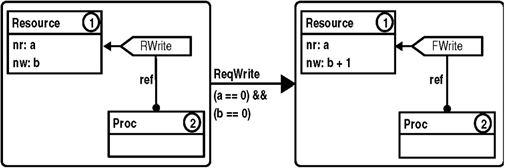 Resource 1
nr: a
nw: b
RWrite
ref
Proc 2
ReqWrite
(a == 0) &&
(b == 0)
Resource 1
nr: a
nw: b + 1
FWrite
ref
Proc 2